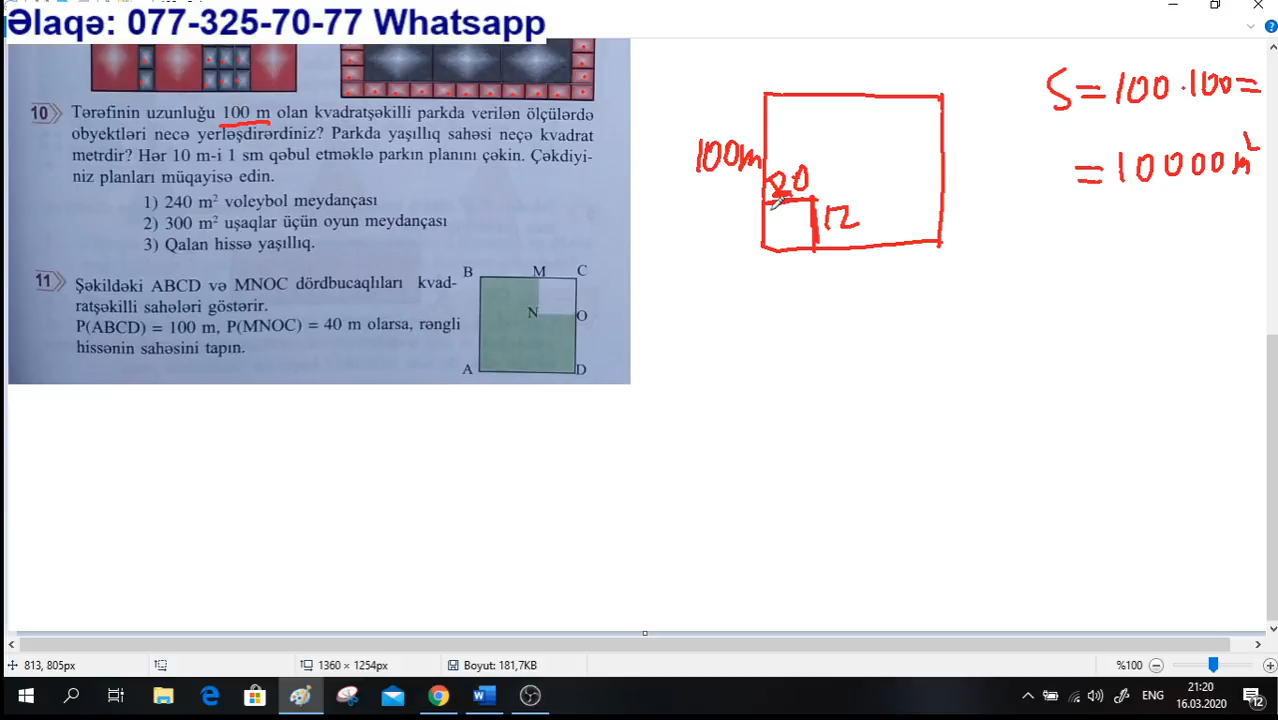 Əlaqə: 077-325-70-77 Whatsapp
10 Tərəfinin uzunluğu 100 m olan kvadratşəkilli parkda verilən ölçülərdə
obyektləri necə yerləşdirərdiniz? Parkda yaşıllıq sahəsi neçə kvadrat
metrdir? Hər 10 m-i 1 sm qəbul etməklə parkın planını çəkin. Çəkdiyi-
niz planları müqayisə edin.
1) 240 m² voleybol meydançası
2) 300 m² uşaqlar üçün oyun meydançası
3) Qalan hissə yaşıllıq.
11 Şəkildəki ABCD və MNOC dördbucaqlıları kvad-
ratşəkilli sahələri göstərir.
P(ABCD) = 100 m, P(MNOC) = 40 m olarsa, rəngli
hissənin sahəsini tapın.
B M C
N O
A D
S = 100 · 100 =
= 10000 m²
100m
20
12
813, 805px
1360 × 1254px
Boyut: 181,7KB
%100
ENG
21:20
16.03.2020
12